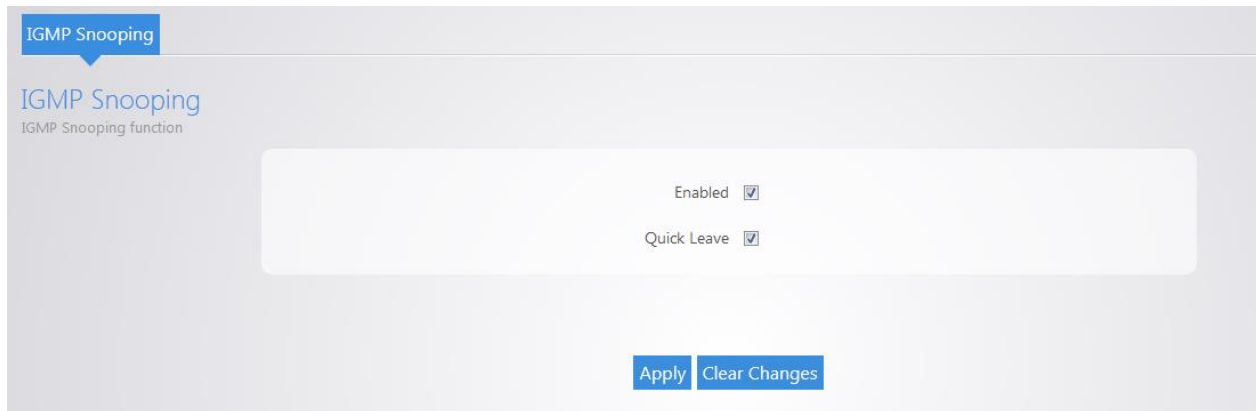 IGMP Snooping
IGMP Snooping
IGMP Snooping function
Enabled
Quick Leave
Apply Clear Changes